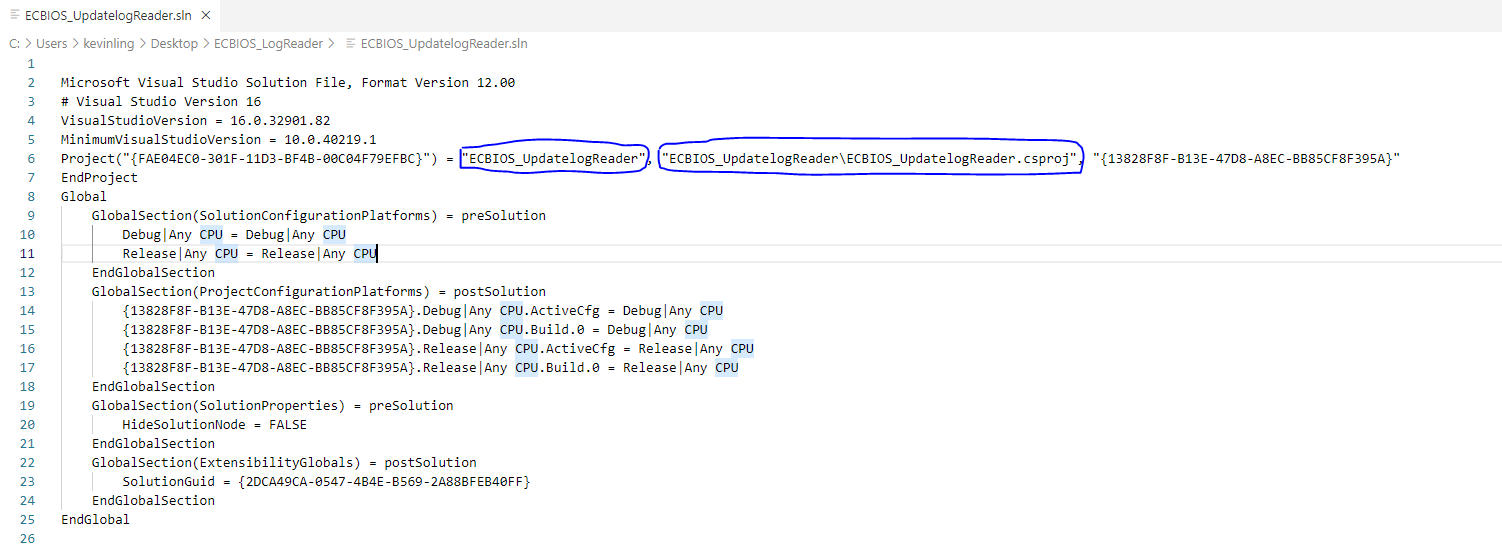 ECBIOS_UpdatelogReader.sln ×
C: > Users > kevinling > Desktop > ECBIOS_LogReader > ECBIOS_UpdatelogReader.sln
1
2 Microsoft Visual Studio Solution File, Format Version 12.00
3 # Visual Studio Version 16
4 VisualStudioVersion = 16.0.32901.82
5 MinimumVisualStudioVersion = 10.0.40219.1
6 Project("{FAE04EC0-301F-11D3-BF4B-00C04F79EFBC}") = "ECBIOS_UpdatelogReader", "ECBIOS_UpdatelogReader\ECBIOS_UpdatelogReader.csproj", "{13828F8F-B13E-47D8-A8EC-BB85CF8F395A}"
7 EndProject
8 Global
9 GlobalSection(SolutionConfigurationPlatforms) = preSolution
10 Debug|Any CPU = Debug|Any CPU
11 Release|Any CPU = Release|Any CPU
12 EndGlobalSection
13 GlobalSection(ProjectConfigurationPlatforms) = postSolution
14 {13828F8F-B13E-47D8-A8EC-BB85CF8F395A}.Debug|Any CPU.ActiveCfg = Debug|Any CPU
15 {13828F8F-B13E-47D8-A8EC-BB85CF8F395A}.Debug|Any CPU.Build.0 = Debug|Any CPU
16 {13828F8F-B13E-47D8-A8EC-BB85CF8F395A}.Release|Any CPU.ActiveCfg = Release|Any CPU
17 {13828F8F-B13E-47D8-A8EC-BB85CF8F395A}.Release|Any CPU.Build.0 = Release|Any CPU
18 EndGlobalSection
19 GlobalSection(SolutionProperties) = preSolution
20 HideSolutionNode = FALSE
21 EndGlobalSection
22 GlobalSection(ExtensibilityGlobals) = postSolution
23 SolutionGuid = {2DCA49CA-0547-4B4E-B569-2A88BFEB40FF}
24 EndGlobalSection
25 EndGlobal
26